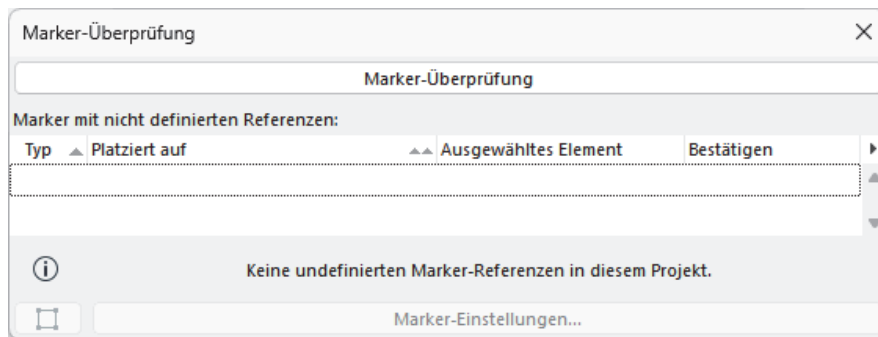 Marker-Überprüfung
Marker-Überprüfung
Marker mit nicht definierten Referenzen:
Typ Platziert auf Ausgewähltes Element Bestätigen
Keine undefinierten Marker-Referenzen in diesem Projekt.
Marker-Einstellungen...